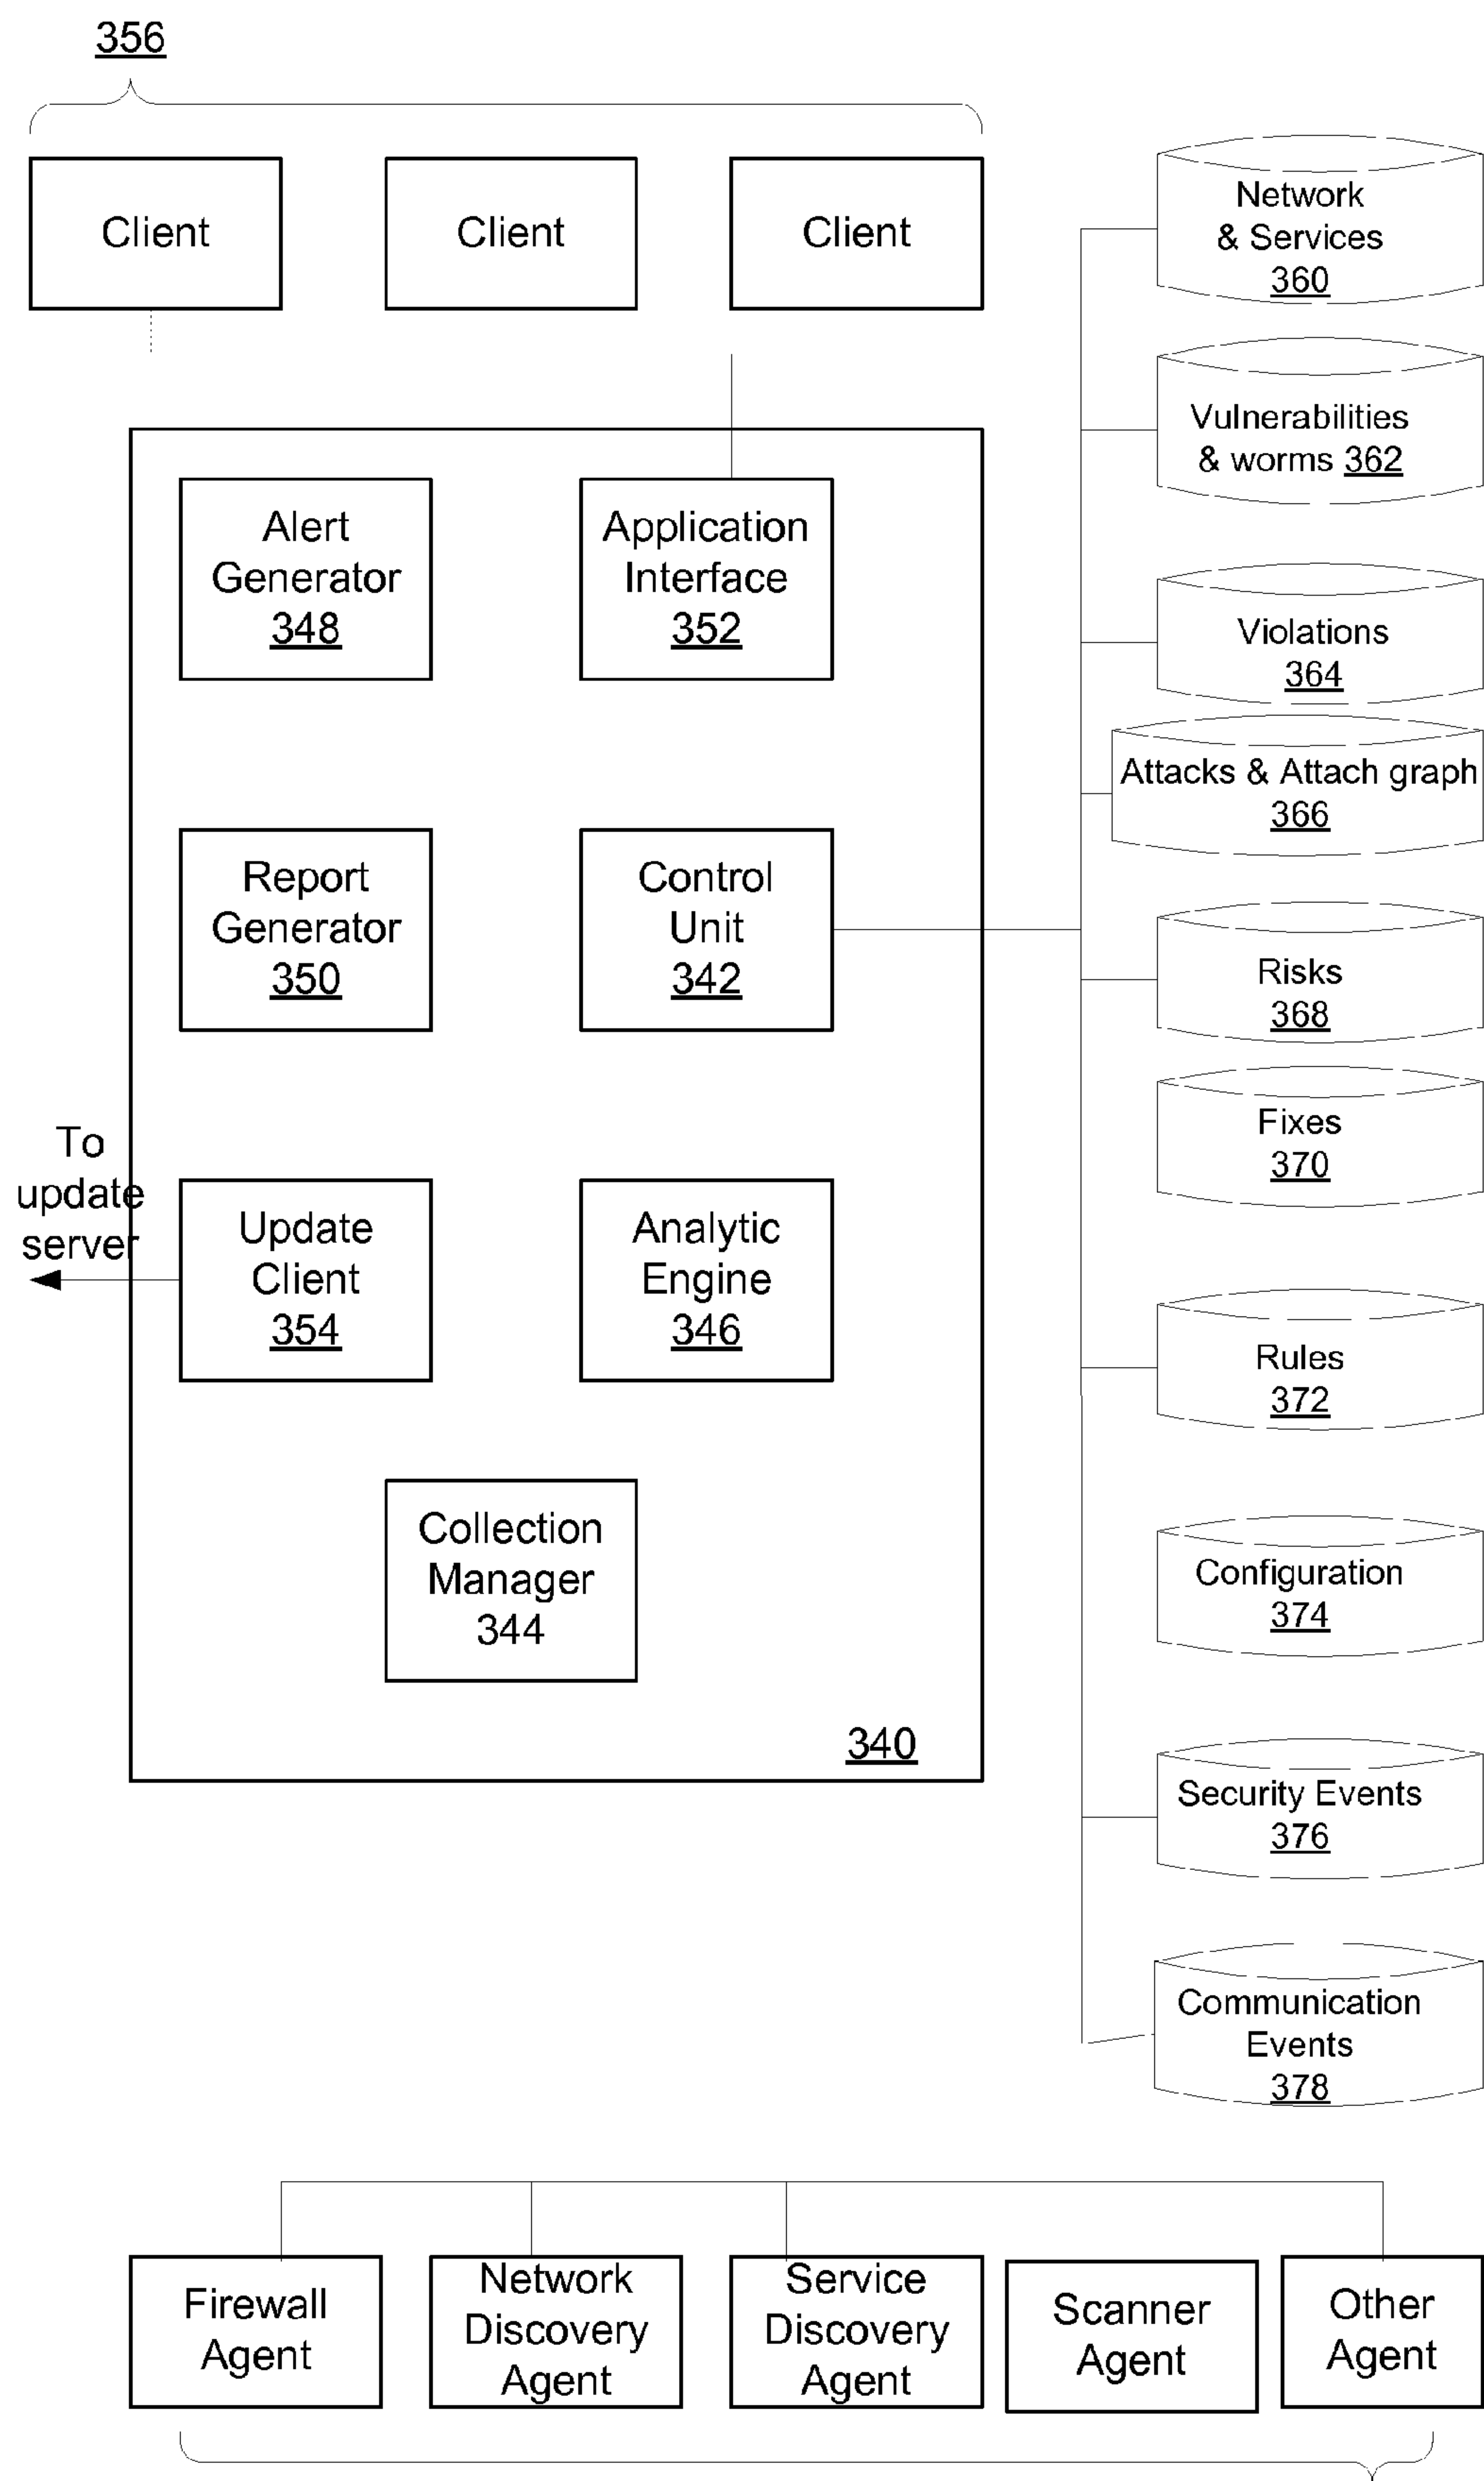 356
Client
Client
Client
Network
& Services
360
Vulnerabilities
& worms 362
Alert
Generator
348
Application
Interface
352
Violations
364
Attacks & Attach graph
366
Report
Generator
350
Control
Unit
342
Risks
368
Fixes
370
To
update
server
Update
Client
354
Analytic
Engine
346
Rules
372
Collection
Manager
344
Configuration
374
340
Security Events
376
Communication
Events
378
Firewall
Agent
Network
Discovery
Agent
Service
Discovery
Agent
Scanner
Agent
Other
Agent